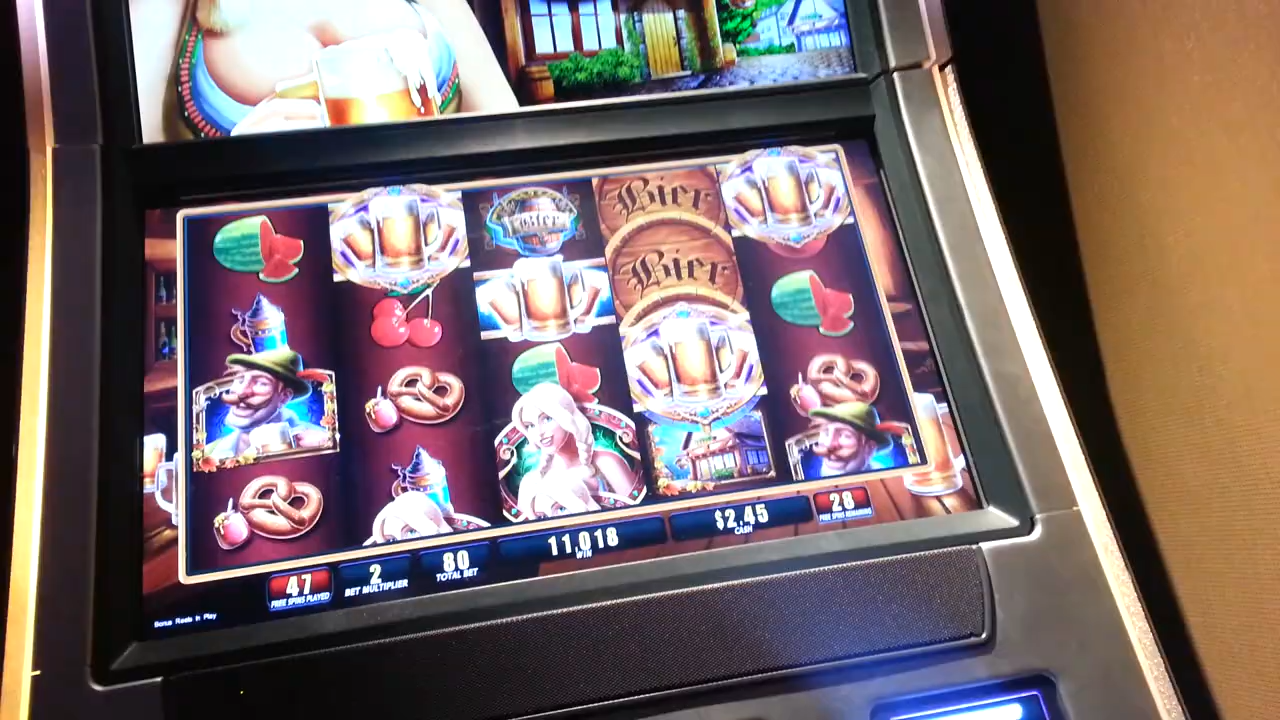 Bier
Bier
Bier
47
FREE SPINS PLAYED
2
BET MULTIPLIER
80
TOTAL BET
11,018
WIN
$2.45
CASH
28
FREE SPINS REMAINING
Bonus Reels In Play